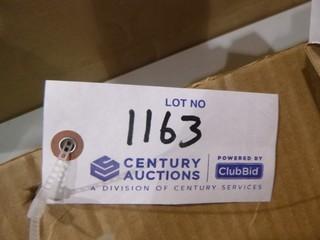 LOT NO
1163
CENTURY AUCTIONS
POWERED BY
ClubBid
A DIVISION OF CENTURY SERVICES